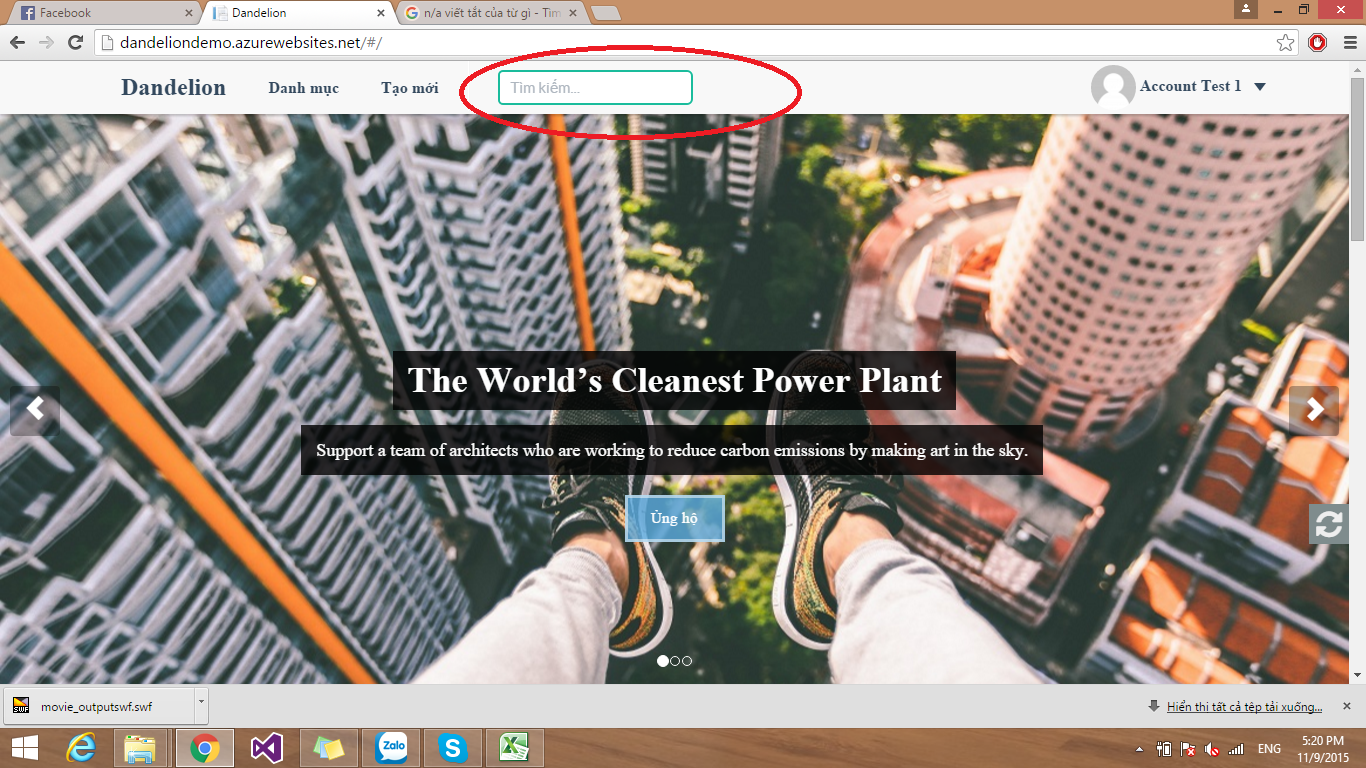 Facebook
Dandelion
n/a viết tắt của từ gì - Tìm
dandeliondemo.azurewebsites.net/#/
Dandelion
Danh mục
Tạo mới
Tìm kiếm...
Account Test 1
The World's Cleanest Power Plant
Support a team of architects who are working to reduce carbon emissions by making art in the sky.
Ủng hộ
SWF
movie_outputswf.swf
Hiển thị tất cả tệp tải xuống...
Zalo
ENG
5:20 PM
11/9/2015